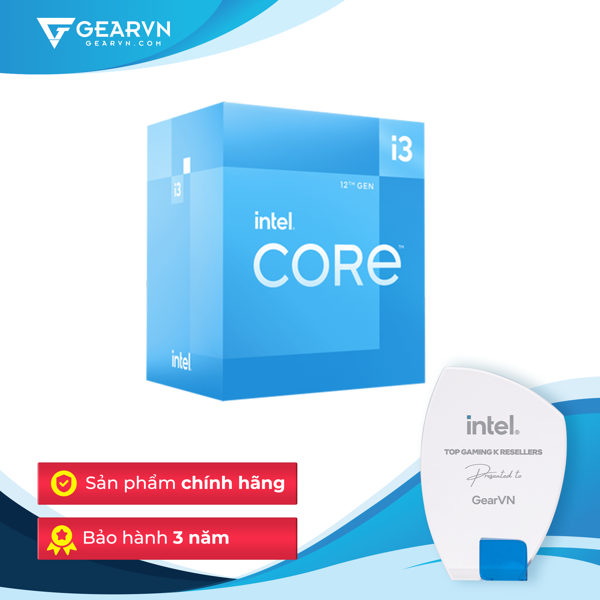 GEARVN
GEARVN.COM
i3
i3
12TH GEN
intel.
CORE™
intel.
intel®
TOP GAMING K RESELLERS
Presented to
GearVN
Sản phẩm chính hãng
Bảo hành 3 năm